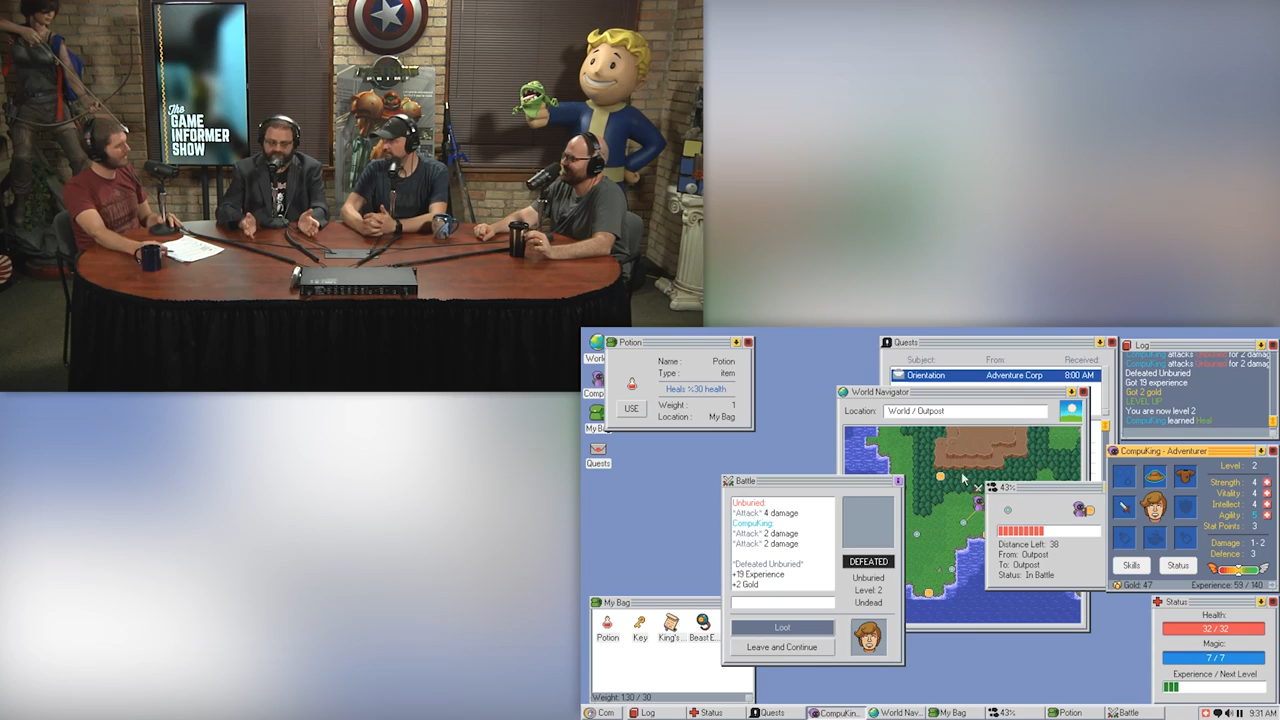 The
GAME
INFORMER
SHOW
Potion
Name : Potion
Type : item
Heals %30 health
USE
Weight : 1
Location : My Bag
My Bag
Quests
Quests
Subject: From: Received:
Orientation Adventure Corp 8:00 AM
World Navigator
Location: World / Outpost
Log
CompuKing attacks Unburied for 2 damag
Defeated Unburied
Got 19 experience
Got 2 gold
LEVEL UP
You are now level 2
CompuKing learned Heal
CompuKing - Adventurer
Level : 2
Strength : 4
Vitality : 4
Intellect : 4
Agility : 5
Stat Points : 3
Damage : 1-2
Defence : 3
Skills
Status
Gold: 47 Experience: 59 / 140
43%
Distance Left: 38
From: Outpost
To: Outpost
Status: In Battle
Battle
Unburied:
*Attack* 4 damage
CompuKing:
*Attack* 2 damage
*Attack* 2 damage
*Defeated Unburied*
+19 Experience
+2 Gold
DEFEATED
Unburied
Level: 2
Undead
Loot
Leave and Continue
My Bag
Potion
Key
King's...
Beast E...
Weight: 1.30 / 30
Status
Health:
32 / 32
Magic:
7 / 7
Experience / Next Level
Com
Log
Status
Quests
CompuKin...
World Nav...
My Bag
43%
Potion
Battle
9:31 AM